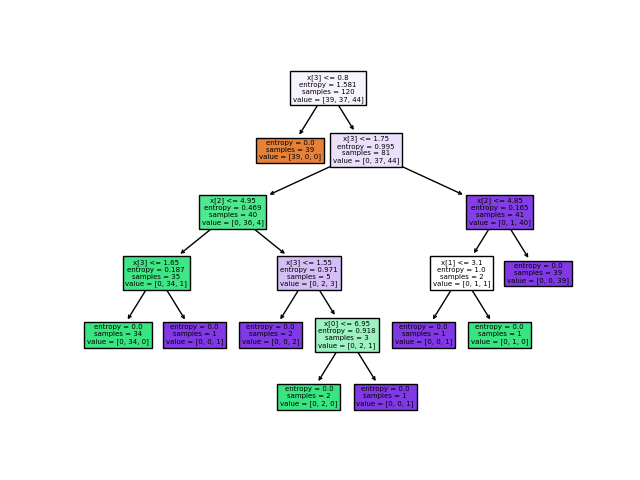 x[3] <= 0.8
entropy = 1.581
samples = 120
value = [39, 37, 44]
entropy = 0.0
samples = 39
value = [39, 0, 0]
x[3] <= 1.75
entropy = 0.995
samples = 81
value = [0, 37, 44]
x[2] <= 4.95
entropy = 0.469
samples = 40
value = [0, 36, 4]
x[2] <= 4.85
entropy = 0.165
samples = 41
value = [0, 1, 40]
x[3] <= 1.65
entropy = 0.187
samples = 35
value = [0, 34, 1]
x[3] <= 1.55
entropy = 0.971
samples = 5
value = [0, 2, 3]
x[1] <= 3.1
entropy = 1.0
samples = 2
value = [0, 1, 1]
entropy = 0.0
samples = 39
value = [0, 0, 39]
entropy = 0.0
samples = 34
value = [0, 34, 0]
entropy = 0.0
samples = 1
value = [0, 0, 1]
entropy = 0.0
samples = 2
value = [0, 0, 2]
x[0] <= 6.95
entropy = 0.918
samples = 3
value = [0, 2, 1]
entropy = 0.0
samples = 1
value = [0, 0, 1]
entropy = 0.0
samples = 1
value = [0, 1, 0]
entropy = 0.0
samples = 2
value = [0, 2, 0]
entropy = 0.0
samples = 1
value = [0, 0, 1]